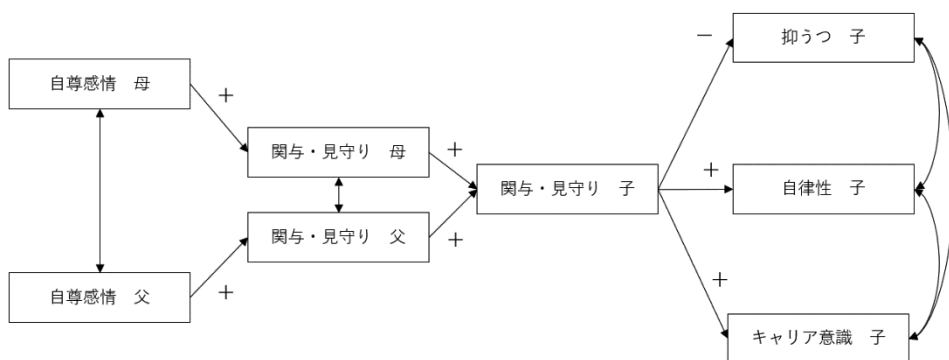 抑うつ　子
－
自尊感情　母
＋
関与・見守り　母
＋
関与・見守り　子
＋
自律性　子
関与・見守り　父
＋
自尊感情　父
＋
＋
キャリア意識　子